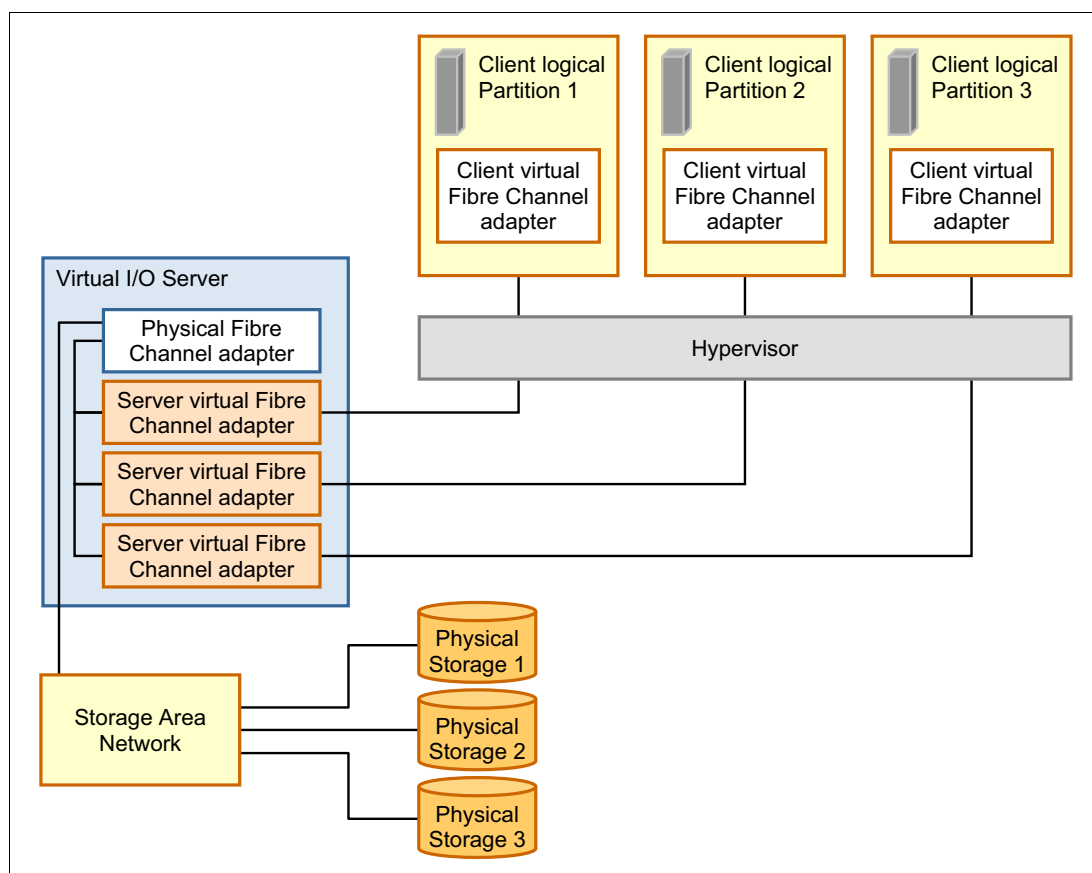 Client logical
Partition 1
Client virtual
Fibre Channel
adapter
Client logical
Partition 2
Client virtual
Fibre Channel
adapter
Client logical
Partition 3
Client virtual
Fibre Channel
adapter
Hypervisor
Virtual I/O Server
Physical Fibre
Channel adapter
Server virtual Fibre
Channel adapter
Server virtual Fibre
Channel adapter
Server virtual Fibre
Channel adapter
Storage Area
Network
Physical
Storage 1
Physical
Storage 2
Physical
Storage 3